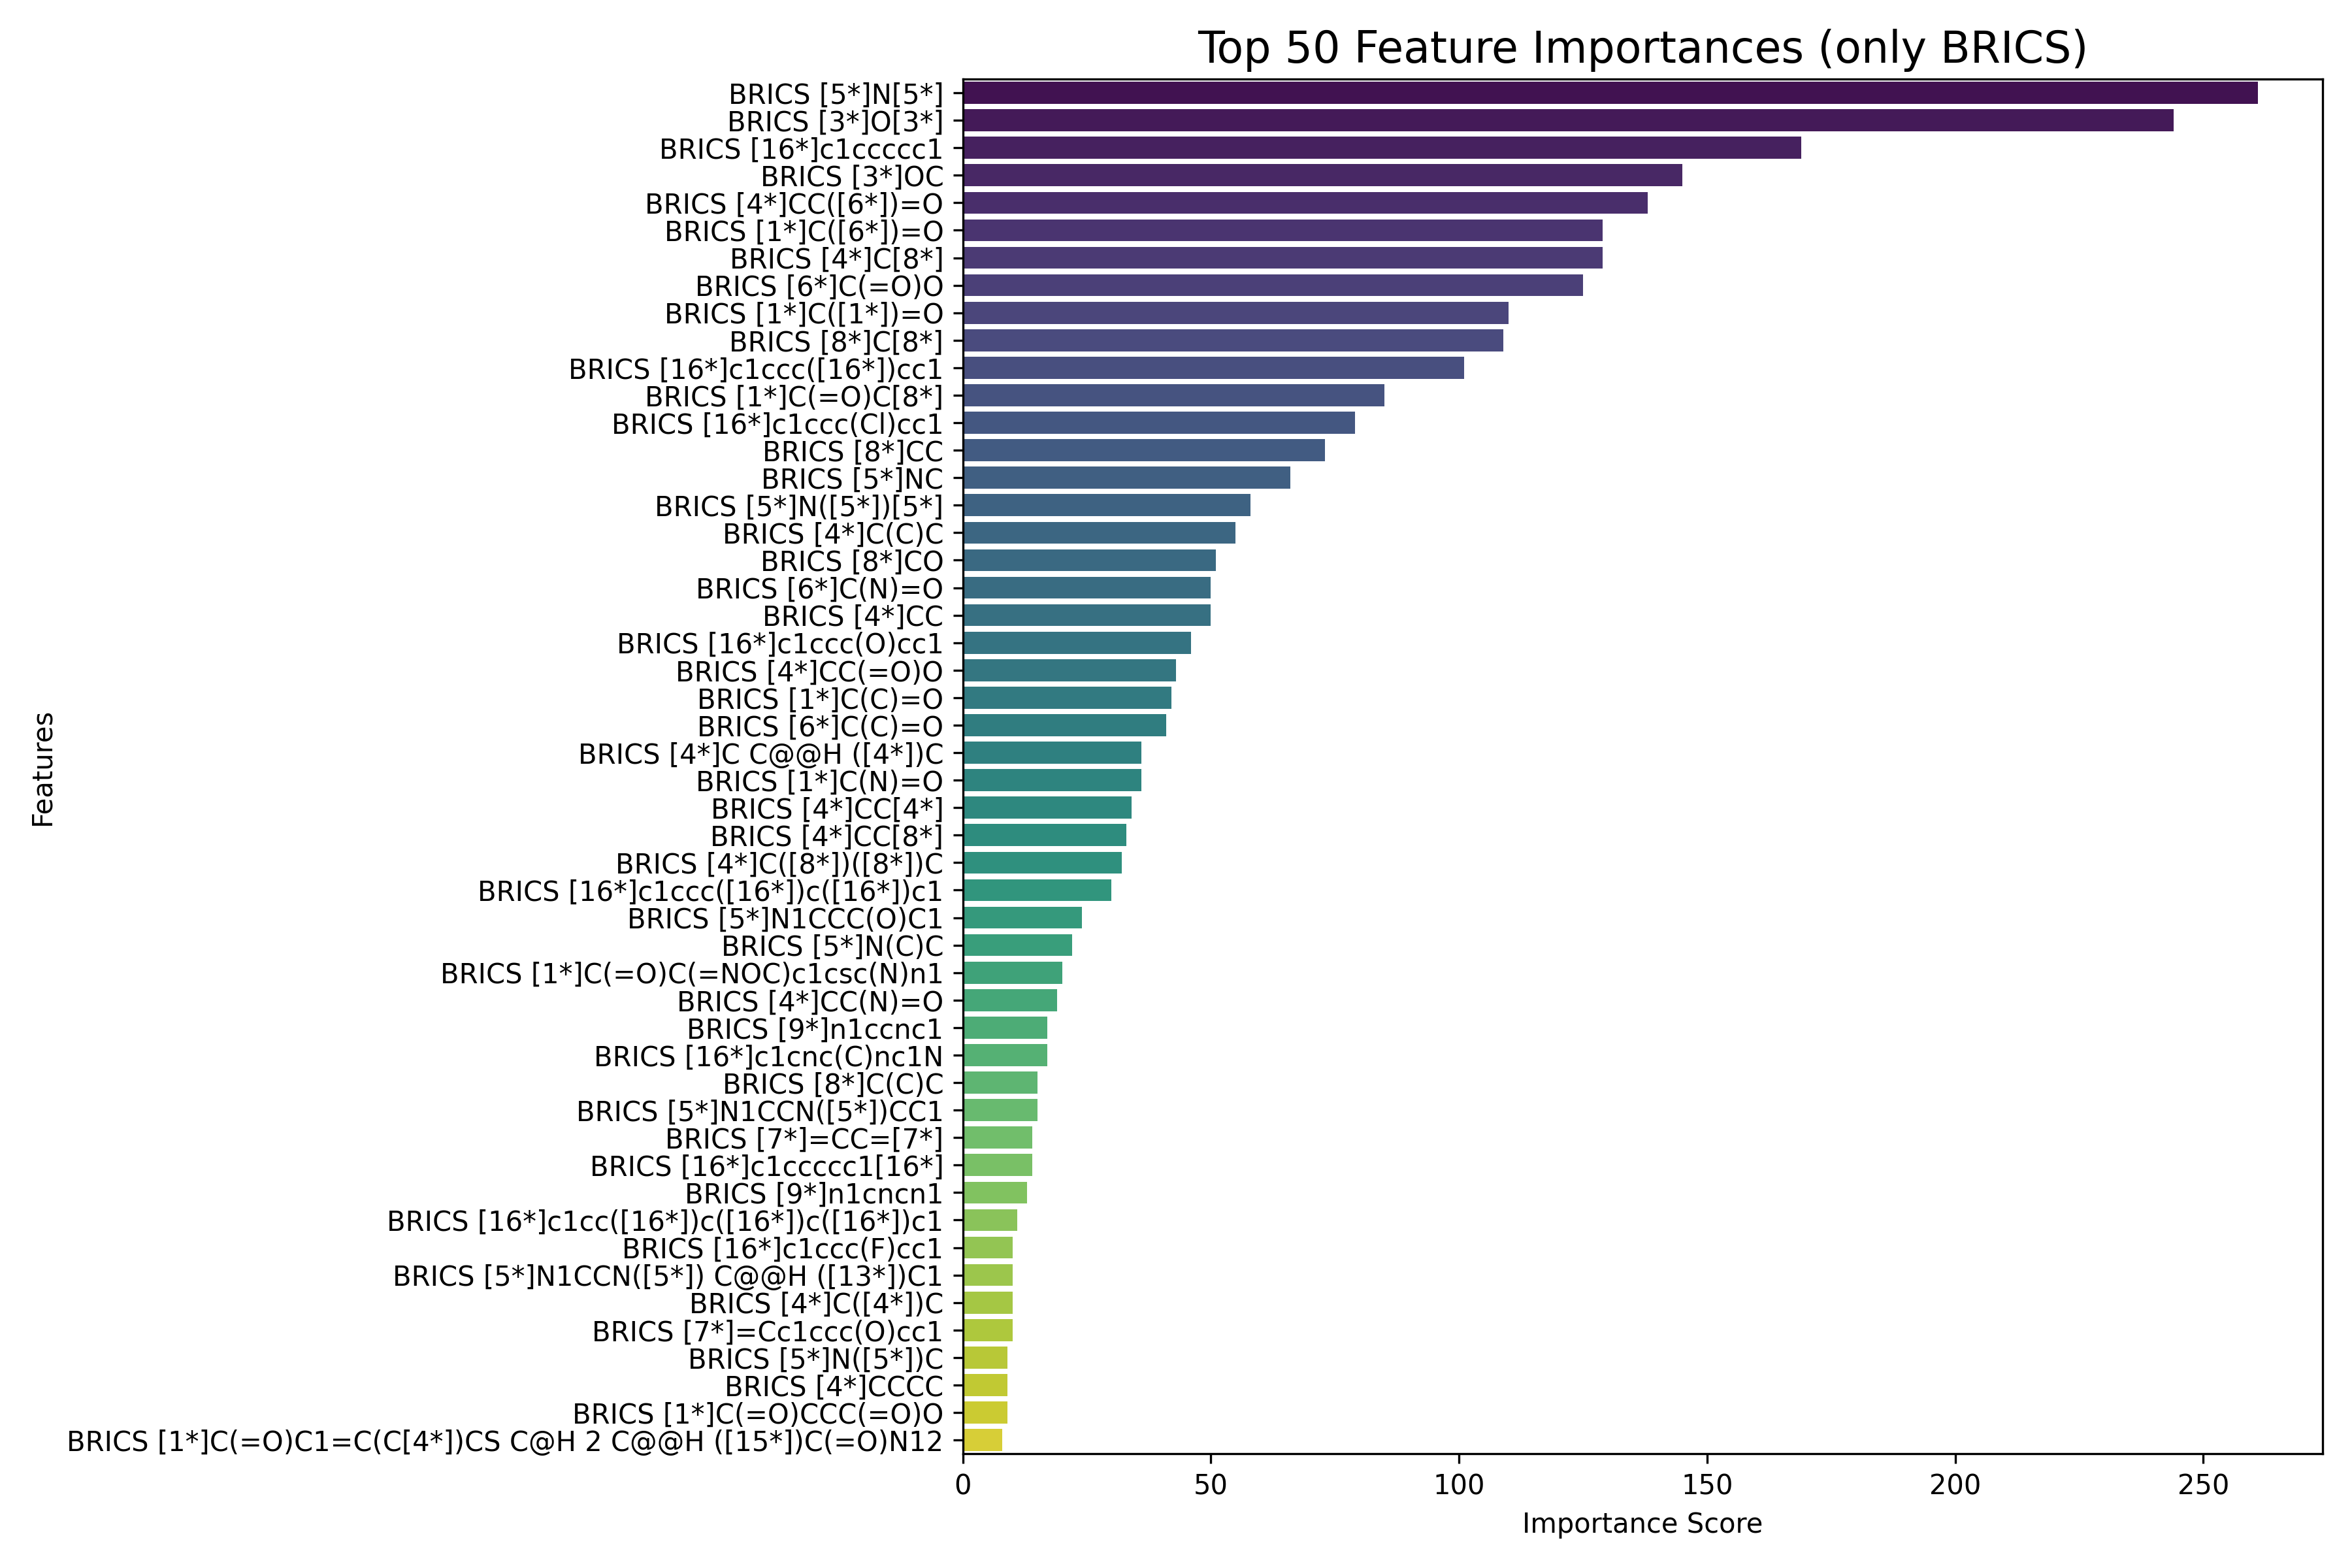 Top 50 Feature Importances (only BRICS)
BRICS [5*]N[5*]
BRICS [3*]O[3*]
BRICS [16*]c1ccccc1
BRICS [3*]OC
BRICS [4*]CC([6*])=O
BRICS [1*]C([6*])=O
BRICS [4*]C[8*]
BRICS [6*]C(=O)O
BRICS [1*]C([1*])=O
BRICS [8*]C[8*]
BRICS [16*]c1ccc([16*])cc1
BRICS [1*]C(=O)C[8*]
BRICS [16*]c1ccc(Cl)cc1
BRICS [8*]CC
BRICS [5*]NC
BRICS [5*]N([5*])[5*]
BRICS [4*]C(C)C
BRICS [8*]CO
BRICS [6*]C(N)=O
BRICS [4*]CC
BRICS [16*]c1ccc(O)cc1
BRICS [4*]CC(=O)O
BRICS [1*]C(C)=O
BRICS [6*]C(C)=O
BRICS [4*]C C@@H ([4*])C
BRICS [1*]C(N)=O
BRICS [4*]CC[4*]
BRICS [4*]CC[8*]
BRICS [4*]C([8*])([8*])C
BRICS [16*]c1ccc([16*])c([16*])c1
BRICS [5*]N1CCC(O)C1
BRICS [5*]N(C)C
BRICS [1*]C(=O)C(=NOC)c1csc(N)n1
BRICS [4*]CC(N)=O
BRICS [9*]n1ccnc1
BRICS [16*]c1cnc(C)nc1N
BRICS [8*]C(C)C
BRICS [5*]N1CCN([5*])CC1
BRICS [7*]=CC=[7*]
BRICS [16*]c1ccccc1[16*]
BRICS [9*]n1cncn1
BRICS [16*]c1cc([16*])c([16*])c([16*])c1
BRICS [16*]c1ccc(F)cc1
BRICS [5*]N1CCN([5*]) C@@H ([13*])C1
BRICS [4*]C([4*])C
BRICS [7*]=Cc1ccc(O)cc1
BRICS [5*]N([5*])C
BRICS [4*]CCCC
BRICS [1*]C(=O)CCC(=O)O
BRICS [1*]C(=O)C1=C(C[4*])CS C@H 2 C@@H ([15*])C(=O)N12
Features
0 50 100 150 200 250
Importance Score